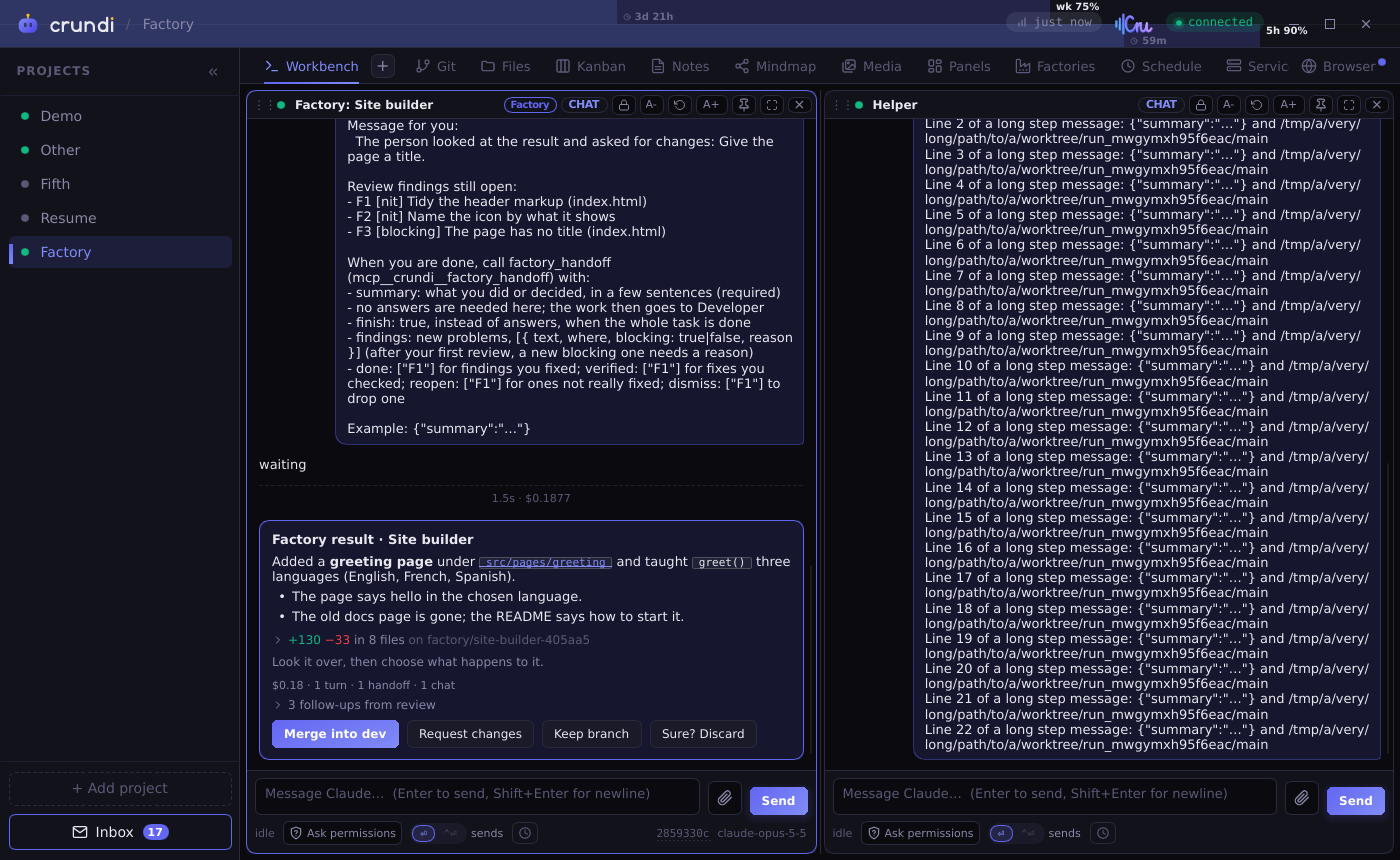 crundi / Factory
3d 21h
wk 75%
just now
Cru
connected
59m
5h 90%
PROJECTS
Demo
Other
Fifth
Resume
Factory
+ Add project
Inbox 17
Workbench
Git
Files
Kanban
Notes
Mindmap
Media
Panels
Factories
Schedule
Servic
Browser
Factory: Site builder
Factory CHAT A- A+
Message for you:
The person looked at the result and asked for changes: Give the
page a title.
Review findings still open:
- F1 [nit] Tidy the header markup (index.html)
- F2 [nit] Name the icon by what it shows
- F3 [blocking] The page has no title (index.html)
When you are done, call factory_handoff
(mcp__crundi__factory_handoff) with:
- summary: what you did or decided, in a few sentences (required)
- no answers are needed here; the work then goes to Developer
- finish: true, instead of answers, when the whole task is done
- findings: new problems, [{ text, where, blocking: true|false, reason
}] (after your first review, a new blocking one needs a reason)
- done: ["F1"] for findings you fixed; verified: ["F1"] for fixes you
checked; reopen: ["F1"] for ones not really fixed; dismiss: ["F1"] to
drop one
Example: {"summary":"…"}
waiting
1.5s · $0.1877
Factory result · Site builder
Added a greeting page under src/pages/greeting and taught greet() three
languages (English, French, Spanish).
• The page says hello in the chosen language.
• The old docs page is gone; the README says how to start it.
+130 −33 in 8 files on factory/site-builder-405aa5
Look it over, then choose what happens to it.
$0.18 · 1 turn · 1 handoff · 1 chat
3 follow-ups from review
Merge into dev
Request changes
Keep branch
Sure? Discard
Message Claude… (Enter to send, Shift+Enter for newline)
Send
idle
Ask permissions
sends
2859330c
claude-opus-5-5
Helper
CHAT A- A+
Line 2 of a long step message: {"summary":"…"} and /tmp/a/very/
long/path/to/a/worktree/run_mwgymxh95f6eac/main
Line 3 of a long step message: {"summary":"…"} and /tmp/a/very/
long/path/to/a/worktree/run_mwgymxh95f6eac/main
Line 4 of a long step message: {"summary":"…"} and /tmp/a/very/
long/path/to/a/worktree/run_mwgymxh95f6eac/main
Line 5 of a long step message: {"summary":"…"} and /tmp/a/very/
long/path/to/a/worktree/run_mwgymxh95f6eac/main
Line 6 of a long step message: {"summary":"…"} and /tmp/a/very/
long/path/to/a/worktree/run_mwgymxh95f6eac/main
Line 7 of a long step message: {"summary":"…"} and /tmp/a/very/
long/path/to/a/worktree/run_mwgymxh95f6eac/main
Line 8 of a long step message: {"summary":"…"} and /tmp/a/very/
long/path/to/a/worktree/run_mwgymxh95f6eac/main
Line 9 of a long step message: {"summary":"…"} and /tmp/a/very/
long/path/to/a/worktree/run_mwgymxh95f6eac/main
Line 10 of a long step message: {"summary":"…"} and /tmp/a/very/
long/path/to/a/worktree/run_mwgymxh95f6eac/main
Line 11 of a long step message: {"summary":"…"} and /tmp/a/very/
long/path/to/a/worktree/run_mwgymxh95f6eac/main
Line 12 of a long step message: {"summary":"…"} and /tmp/a/very/
long/path/to/a/worktree/run_mwgymxh95f6eac/main
Line 13 of a long step message: {"summary":"…"} and /tmp/a/very/
long/path/to/a/worktree/run_mwgymxh95f6eac/main
Line 14 of a long step message: {"summary":"…"} and /tmp/a/very/
long/path/to/a/worktree/run_mwgymxh95f6eac/main
Line 15 of a long step message: {"summary":"…"} and /tmp/a/very/
long/path/to/a/worktree/run_mwgymxh95f6eac/main
Line 16 of a long step message: {"summary":"…"} and /tmp/a/very/
long/path/to/a/worktree/run_mwgymxh95f6eac/main
Line 17 of a long step message: {"summary":"…"} and /tmp/a/very/
long/path/to/a/worktree/run_mwgymxh95f6eac/main
Line 18 of a long step message: {"summary":"…"} and /tmp/a/very/
long/path/to/a/worktree/run_mwgymxh95f6eac/main
Line 19 of a long step message: {"summary":"…"} and /tmp/a/very/
long/path/to/a/worktree/run_mwgymxh95f6eac/main
Line 20 of a long step message: {"summary":"…"} and /tmp/a/very/
long/path/to/a/worktree/run_mwgymxh95f6eac/main
Line 21 of a long step message: {"summary":"…"} and /tmp/a/very/
long/path/to/a/worktree/run_mwgymxh95f6eac/main
Line 22 of a long step message: {"summary":"…"} and /tmp/a/very/
long/path/to/a/worktree/run_mwgymxh95f6eac/main
Message Claude… (Enter to send, Shift+Enter for newline)
Send
idle
Ask permissions
sends